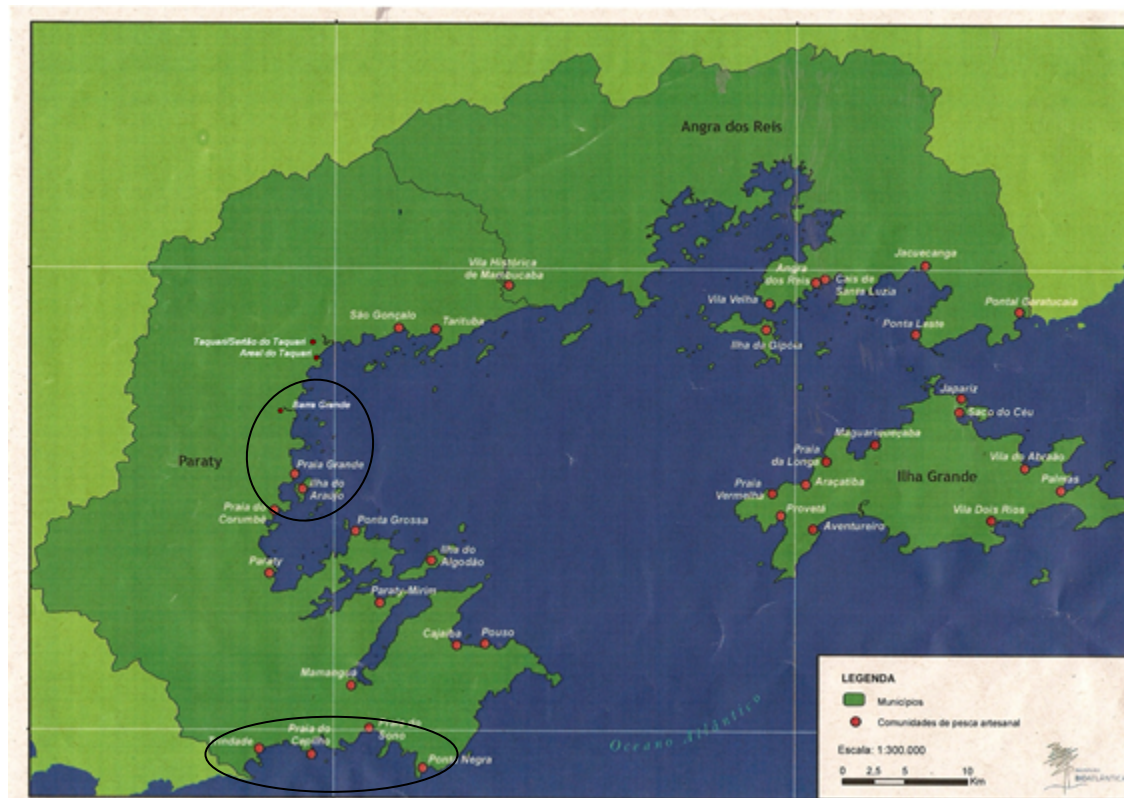 Angra dos Reis
Vila Histórica
de Mambucaba
Jacuecanga
Angra
dos Reis
Cais da
Santa Luzia
Vila Velha
Pontal Garatucaia
São Gonçalo
Tarituba
Ponta Leste
Ilha da Gipóia
Taquari/Sertão do Taquari
Areal do Taquari
Japariz
Saco do Céu
Barra Grande
Maguariqueçaba
Praia
da Longa
Vila do Abraão
Paraty
Praia Grande
Ilha do
Araujo
Ilha Grande
Araçatiba
Palmas
Praia
Vermelha
Praia do
Corumbê
Provetá
Vila Dois Rios
Ponta Grossa
Aventureiro
Ilha do
Algodão
Paraty
Paraty-Mirim
Cajaíba
Pouso
Mamanguá
Oceano Atlântico
Trindade
Praia do
Cepilho
Sono
Ponta Negra
LEGENDA
Municípios
Comunidades de pesca artesanal
Escala: 1:300.000
0 2,5 5 10
Km
BIOATLÂNTICA